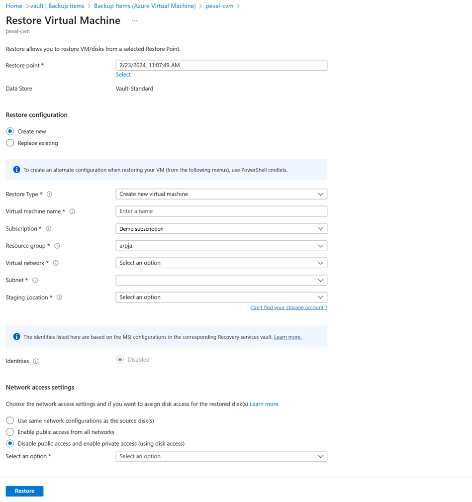 Home > vault | Backup items > Backup Items (Azure Virtual Machine) > peval-cvm >
Restore Virtual Machine ...
peval-cvm
Restore allows you to restore VM/disks from a selected Restore Point.
Restore point * 2/23/2024, 11:07:49 AM
Select
Data Store Vault-Standard
Restore configuration
Create new
Replace existing
To create an alternate configuration when restoring your VM (from the following menus), use PowerShell cmdlets.
Restore Type * Create new virtual machine
Virtual machine name * Enter a name
Subscription * Demo subscription
Resource group * arpja
Virtual network * Select an option
Subnet *
Staging Location * Select an option
Can't find your storage account ?
The identities listed here are based on the MSI configurations in the corresponding Recovery services vault. Learn more.
Identities Disabled
Network access settings
Choose the network access settings and if you want to assign disk access for the restored disk(s) Learn more.
Use same network configurations as the source disk(s)
Enable public access from all networks
Disable public access and enable private access (using disk access)
Select an option * Select an option
Restore